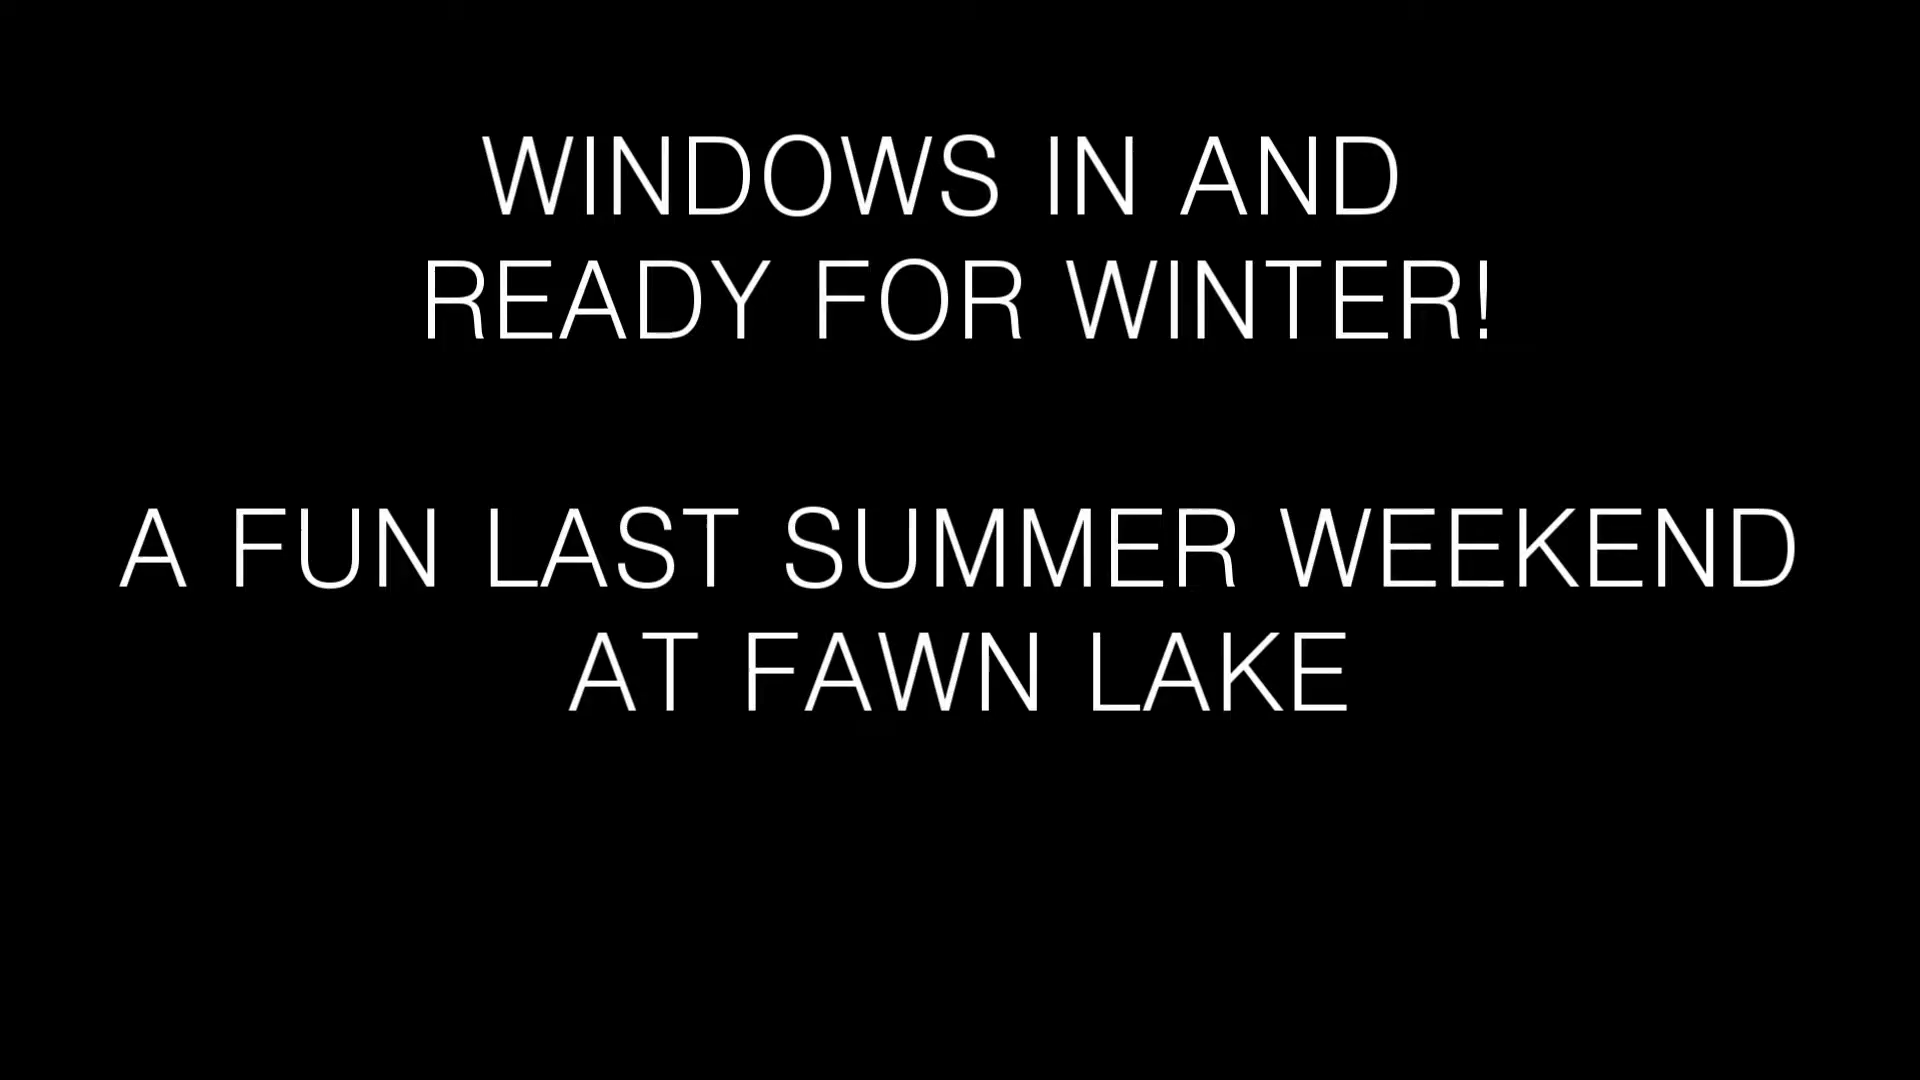 WINDOWS IN AND
READY FOR WINTER!
A FUN LAST SUMMER WEEKEND
AT FAWN LAKE